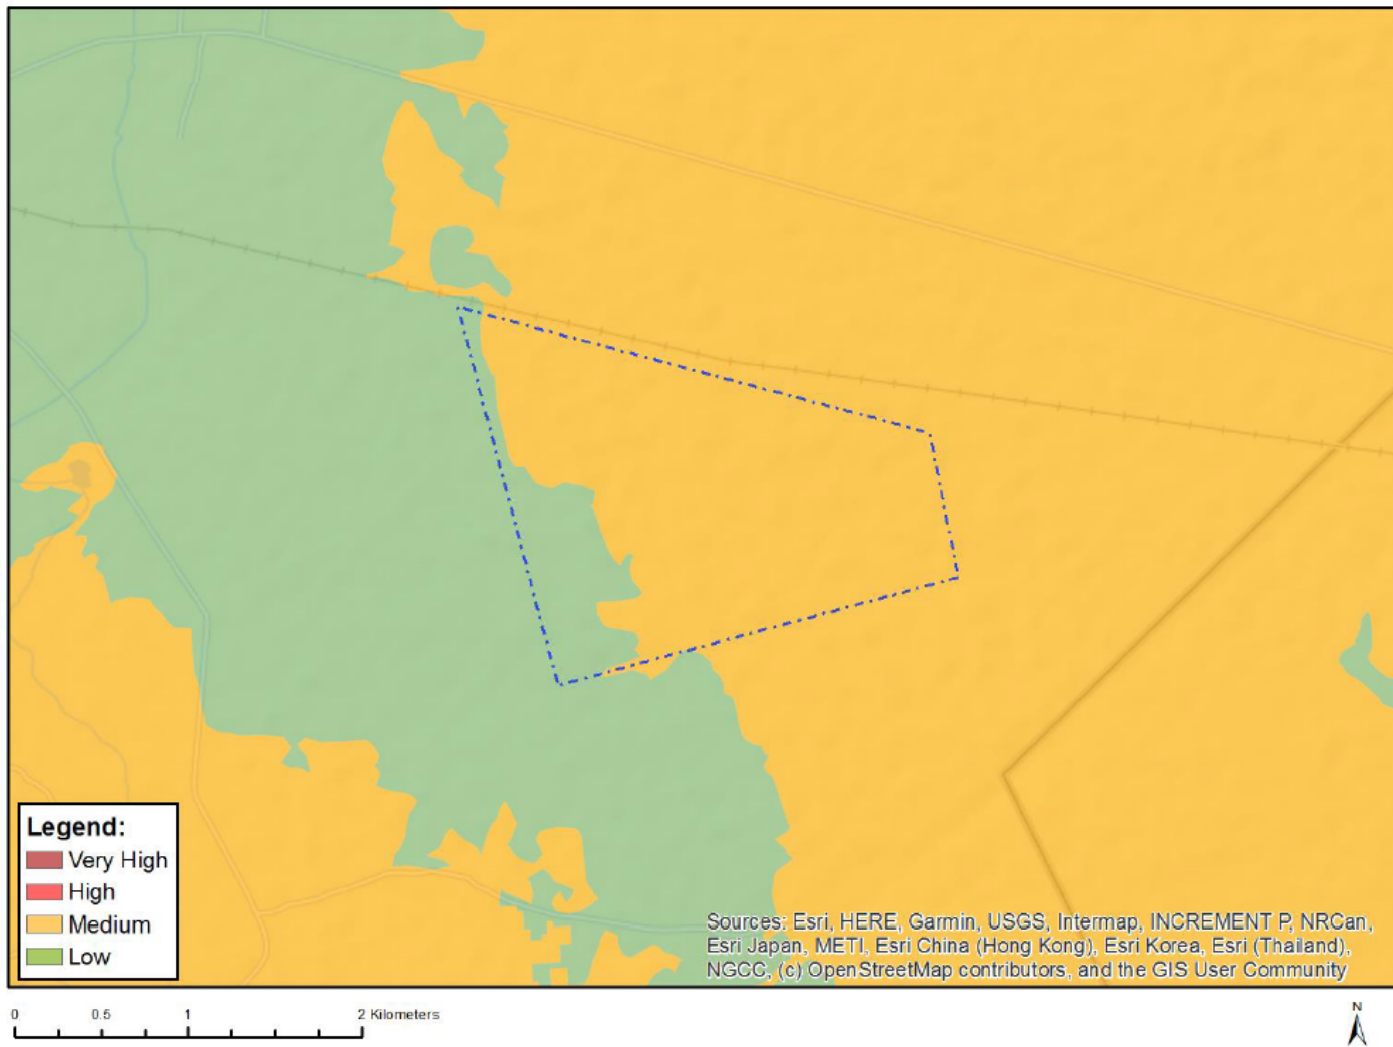 Legend:
Very High
High
Medium
Low
Sources: Esri, HERE, Garmin, USGS, Intermap, INCREMENT P, NRCan,
Esri Japan, METI, Esri China (Hong Kong), Esri Korea, Esri (Thailand),
NGCC, (c) OpenStreetMap contributors, and the GIS User Community
0 0.5 1 2 Kilometers
N